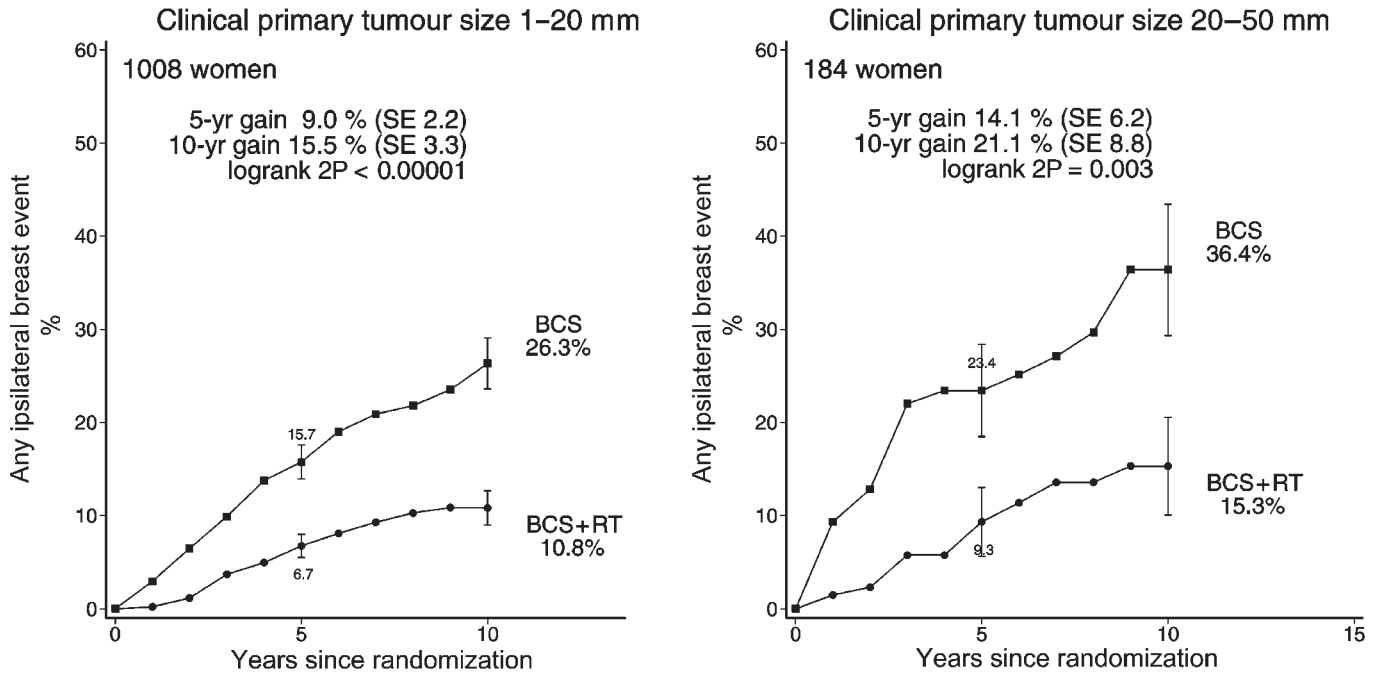 Clinical primary tumour size 1–20 mm
1008 women
5-yr gain 9.0 % (SE 2.2)
10-yr gain 15.5 % (SE 3.3)
logrank 2P < 0.00001
Any ipsilateral breast event
%
60
50
40
30
20
10
0
BCS
26.3%
15.7
BCS+RT
10.8%
6.7
0 5 10
Years since randomization
Clinical primary tumour size 20–50 mm
184 women
5-yr gain 14.1 % (SE 6.2)
10-yr gain 21.1 % (SE 8.8)
logrank 2P = 0.003
Any ipsilateral breast event
%
60
50
40
30
20
10
0
BCS
36.4%
23.4
BCS+RT
15.3%
9.3
0 5 10 15
Years since randomization